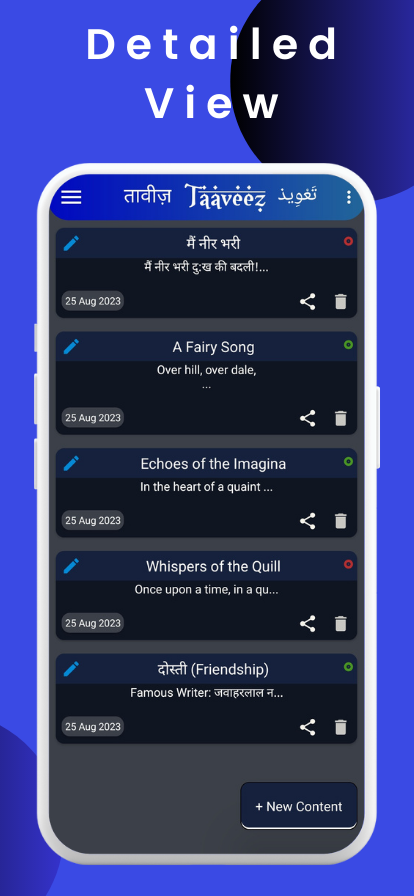 Detailed
View
तावीज़ Taaveez تَعْوِيذ
मैं नीर भरी
मैं नीर भरी दु:ख की बदली!...
25 Aug 2023
A Fairy Song
Over hill, over dale,
...
25 Aug 2023
Echoes of the Imagina
In the heart of a quaint ...
25 Aug 2023
Whispers of the Quill
Once upon a time, in a qu...
25 Aug 2023
दोस्ती (Friendship)
Famous Writer: जवाहरलाल न...
25 Aug 2023
+ New Content